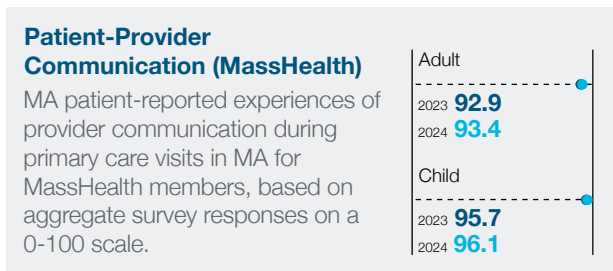 Patient-Provider
Communication (MassHealth)
MA patient-reported experiences of
provider communication during
primary care visits in MA for
MassHealth members, based on
aggregate survey responses on a
0-100 scale.
Adult
2023 92.9
2024 93.4
Child
2023 95.7
2024 96.1